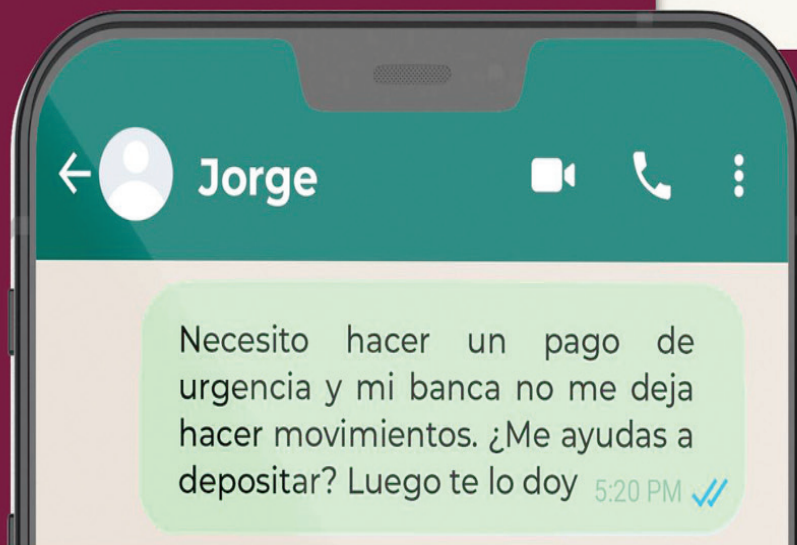 Jorge
Necesito hacer un pago de
urgencia y mi banca no me deja
hacer movimientos. ¿Me ayudas a
depositar? Luego te lo doy 5:20 PM